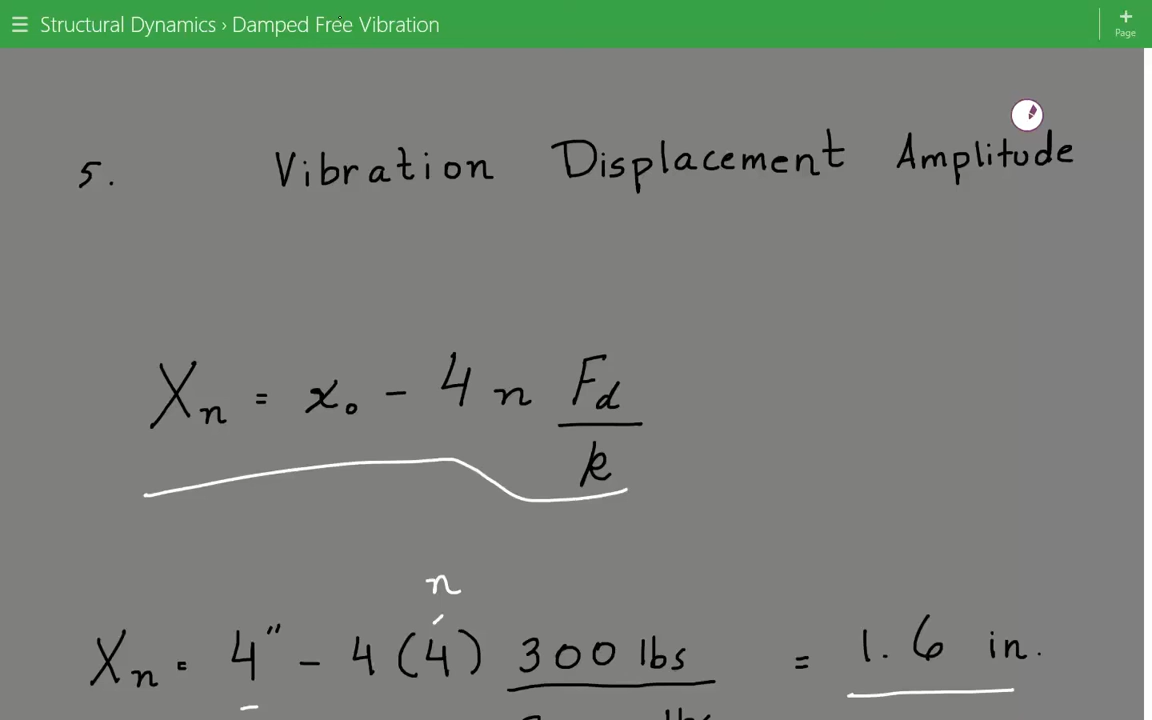 Structural Dynamics › Damped Free Vibration
Page
5. Vibration Displacement Amplitude
Xn = x₀ - 4 n Fd
k
n
Xn = 4" - 4 (4) 300 lbs = 1.6 in.